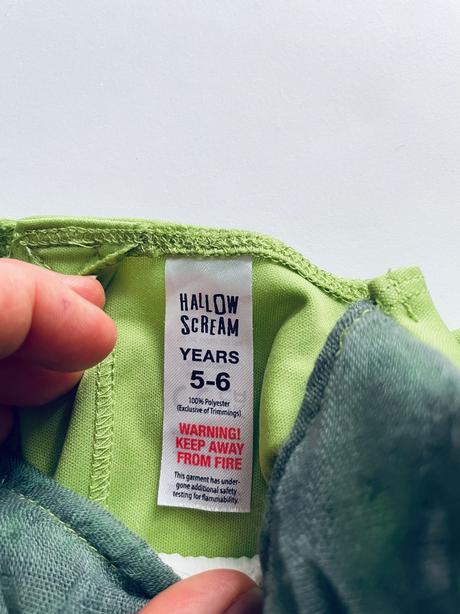 HALLOW
SCREAM
YEARS
5-6
100% Polyester
(Exclusive of Trimmings)
WARNING!
KEEP AWAY
FROM FIRE
This garment has under-
gone additional safety
testing for flammability.